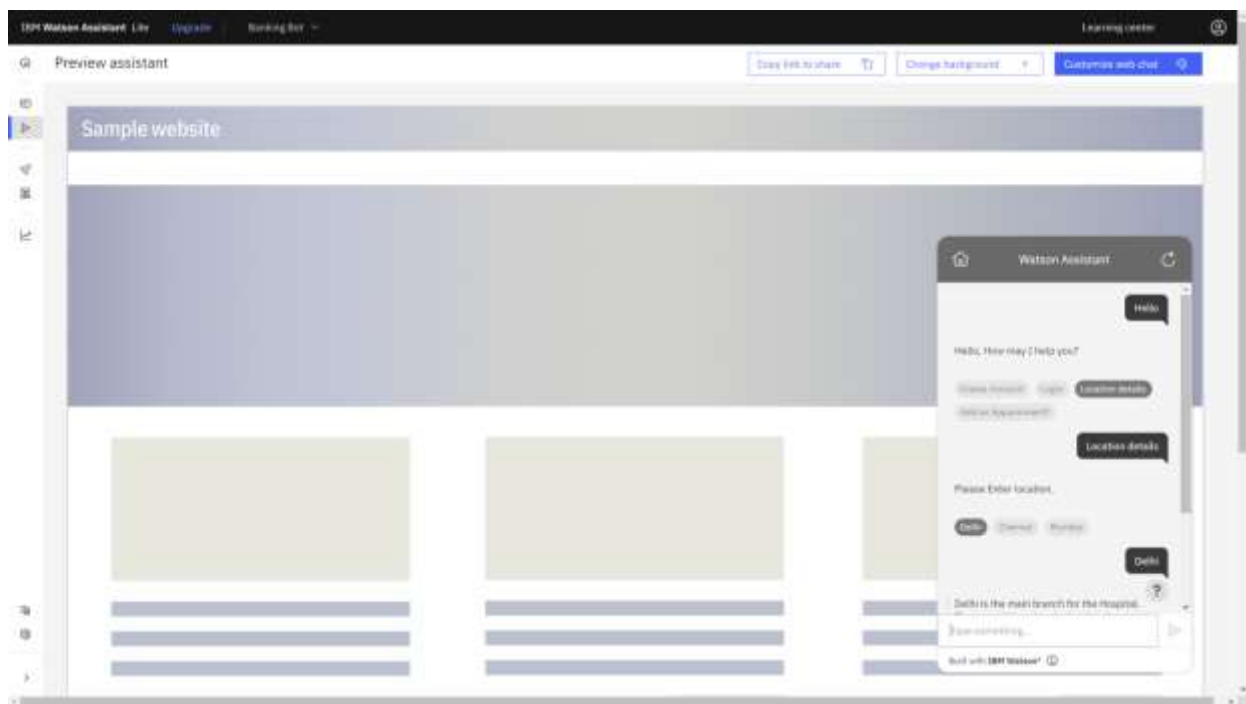 IBM Watson Assistant Lite Upgrade Banking Bot Learning center
Preview assistant Copy link to share Change background Customize web chat
Sample website
Watson Assistant
Hello
Hello, How may I help you?
Login Location details
Location details
Please Enter location.
Delhi Chennai Mumbai
Delhi
?
Delhi is the main branch for the Hospital.
Type something...
Built with IBM Watson®